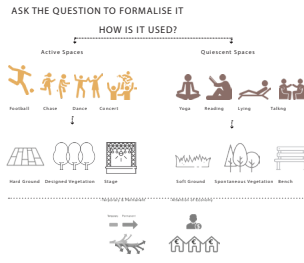 ASK THE QUESTION TO FORMALISE IT
HOW IS IT USED?
Active Spaces
Quiescent Spaces
Football Chase Dance Concert
Yoga Reading Lying Talking
Hard Ground Designed Vegetation Stage
Soft Ground Spontaneous Vegetation Bench